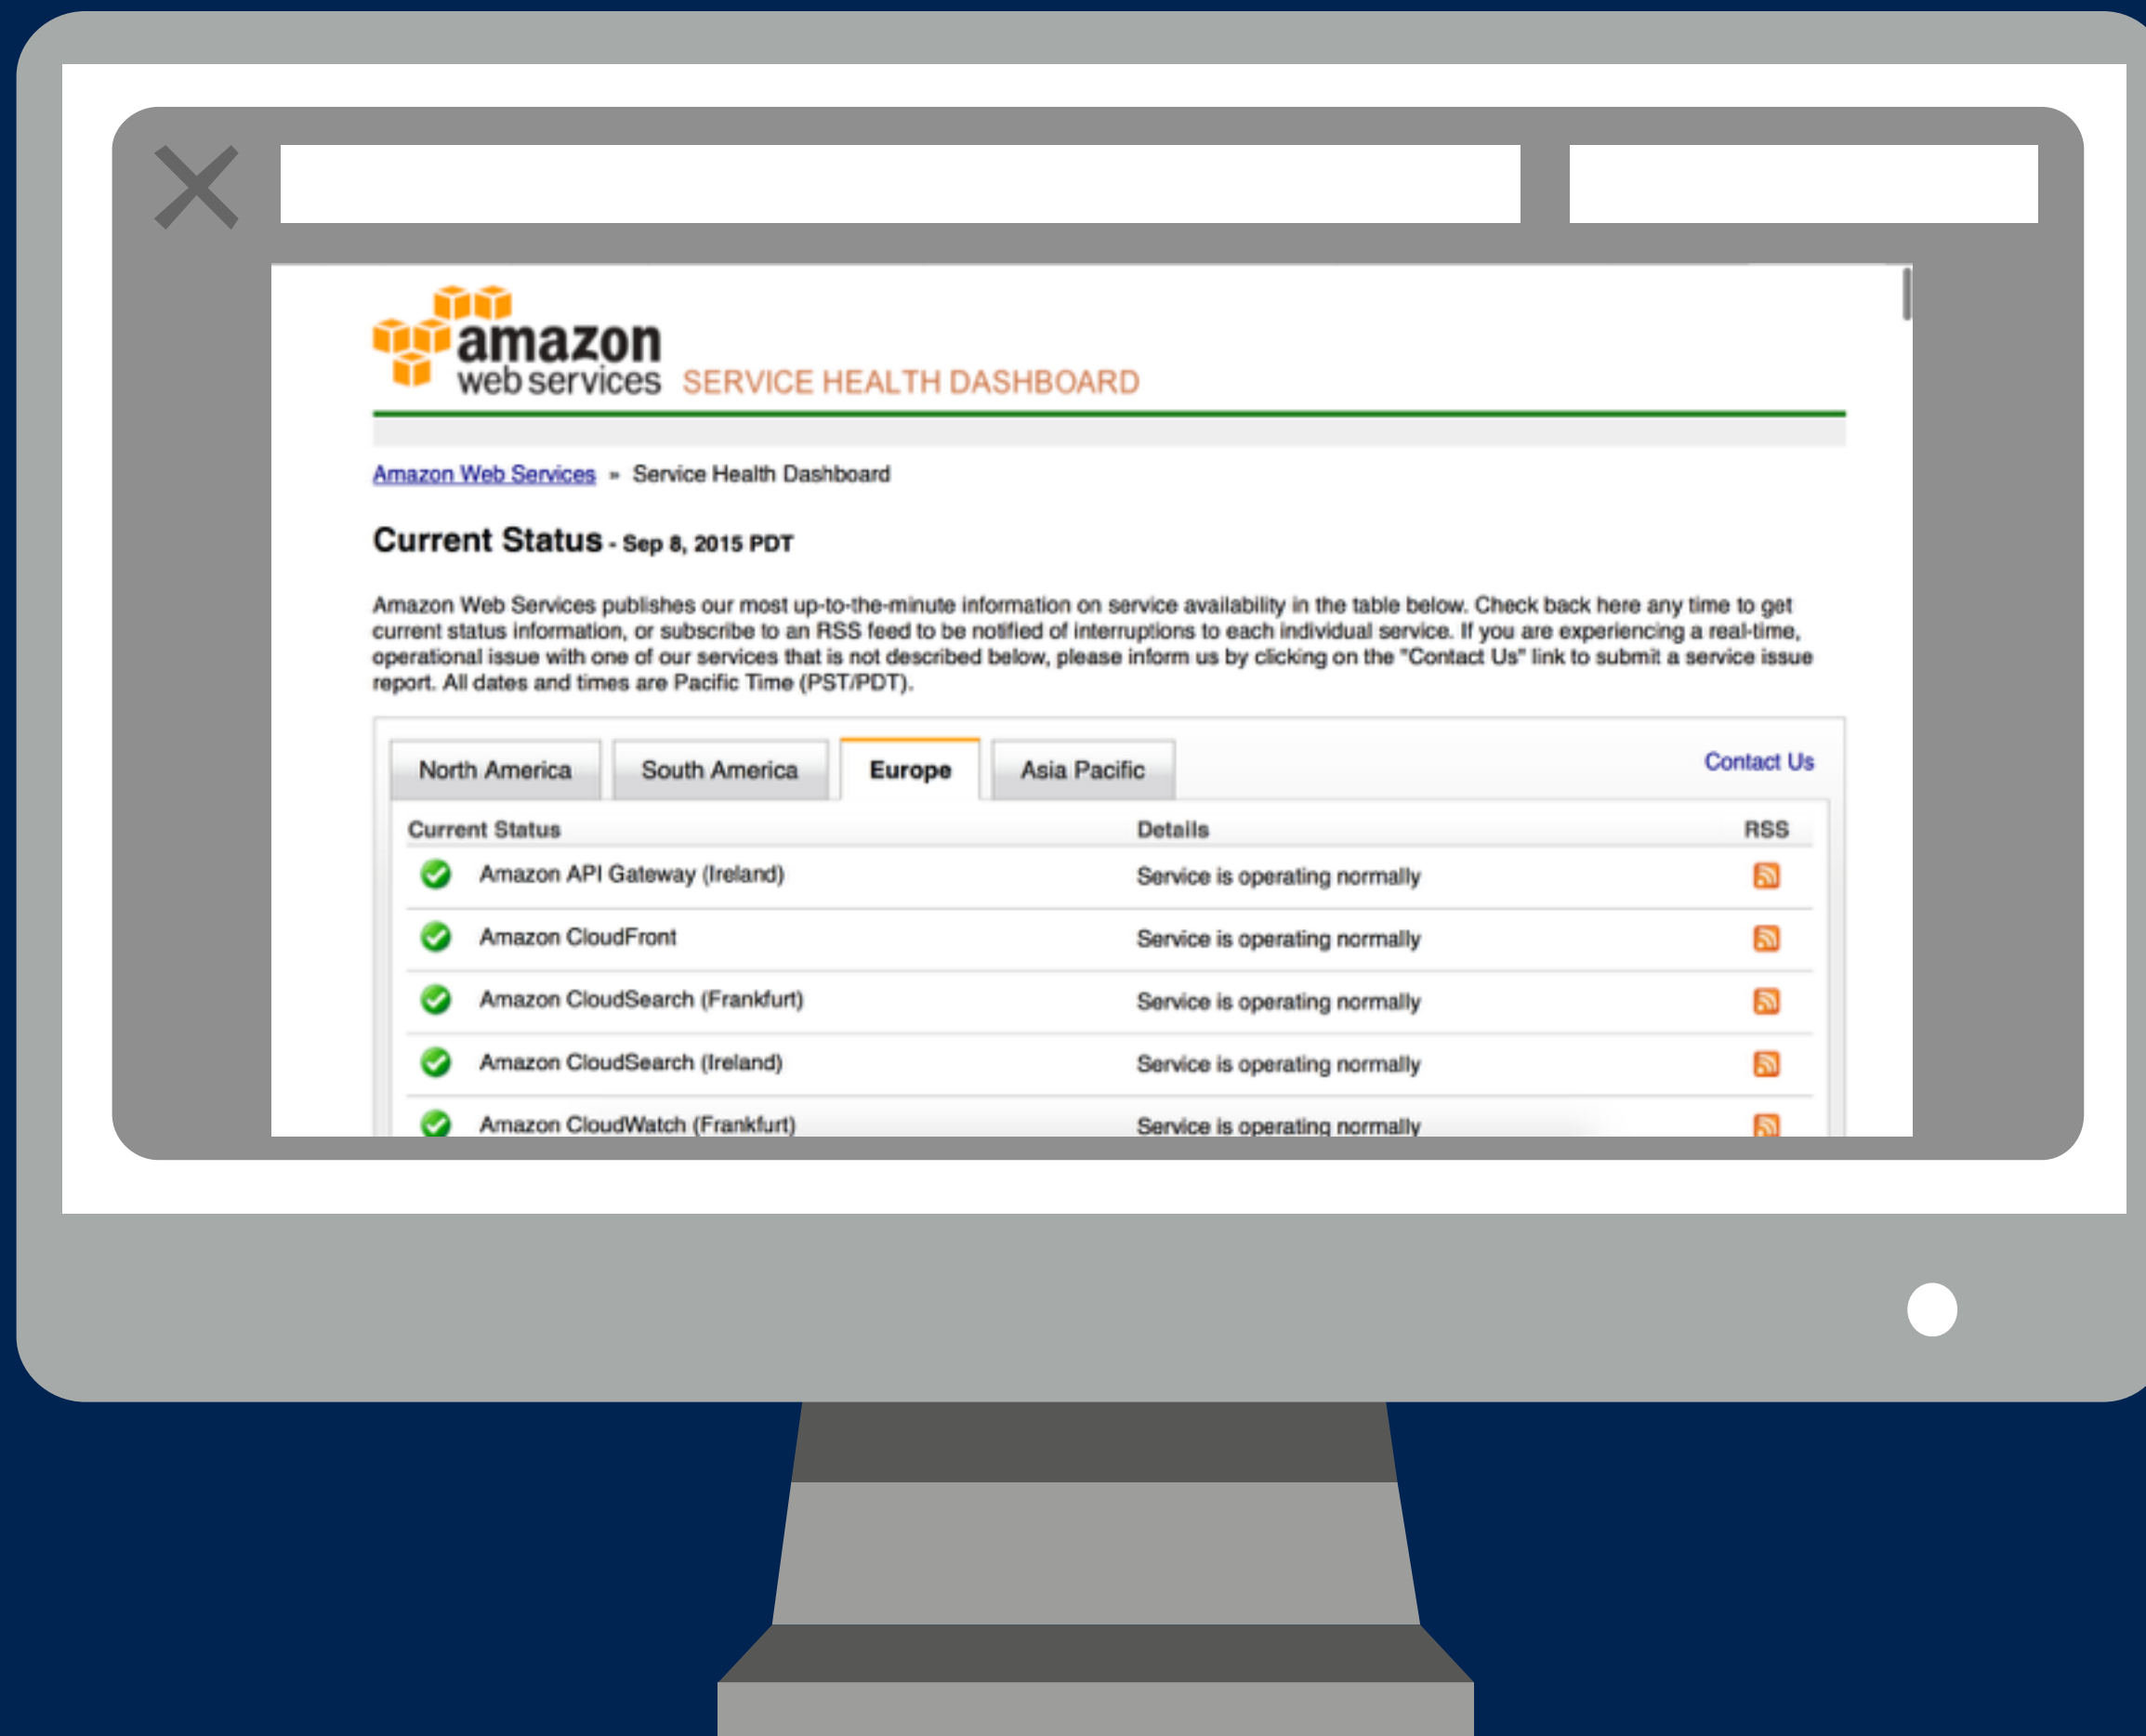 amazon
web services SERVICE HEALTH DASHBOARD
Amazon Web Services » Service Health Dashboard
Current Status - Sep 8, 2015 PDT
Amazon Web Services publishes our most up-to-the-minute information on service availability in the table below. Check back here any time to get
current status information, or subscribe to an RSS feed to be notified of interruptions to each individual service. If you are experiencing a real-time,
operational issue with one of our services that is not described below, please inform us by clicking on the "Contact Us" link to submit a service issue
report. All dates and times are Pacific Time (PST/PDT).
North America South America Europe Asia Pacific Contact Us
Current Status Details RSS
Amazon API Gateway (Ireland) Service is operating normally
Amazon CloudFront Service is operating normally
Amazon CloudSearch (Frankfurt) Service is operating normally
Amazon CloudSearch (Ireland) Service is operating normally
Amazon CloudWatch (Frankfurt) Service is operating normally